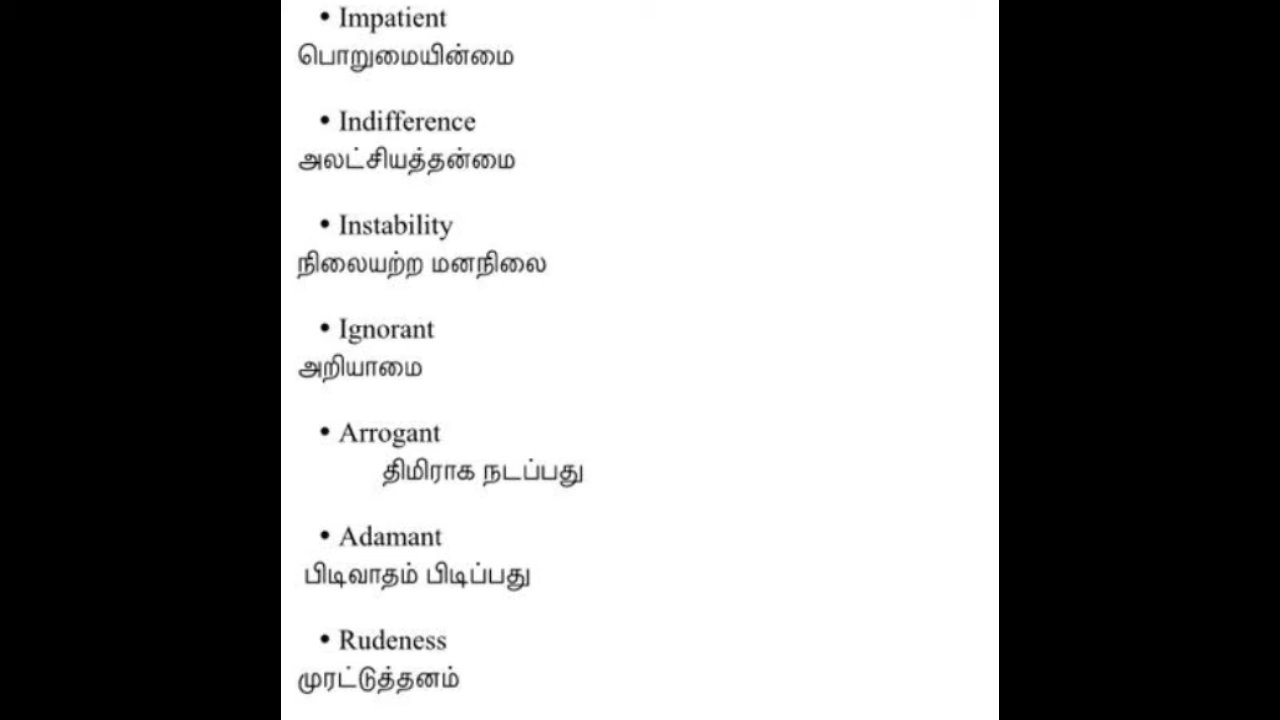 • Impatient
பொறுமையின்மை
• Indifference
அலட்சியத்தன்மை
• Instability
நிலையற்ற மனநிலை
• Ignorant
அறியாமை
• Arrogant
திமிராக நடப்பது
• Adamant
பிடிவாதம் பிடிப்பது
• Rudeness
முரட்டுத்தனம்